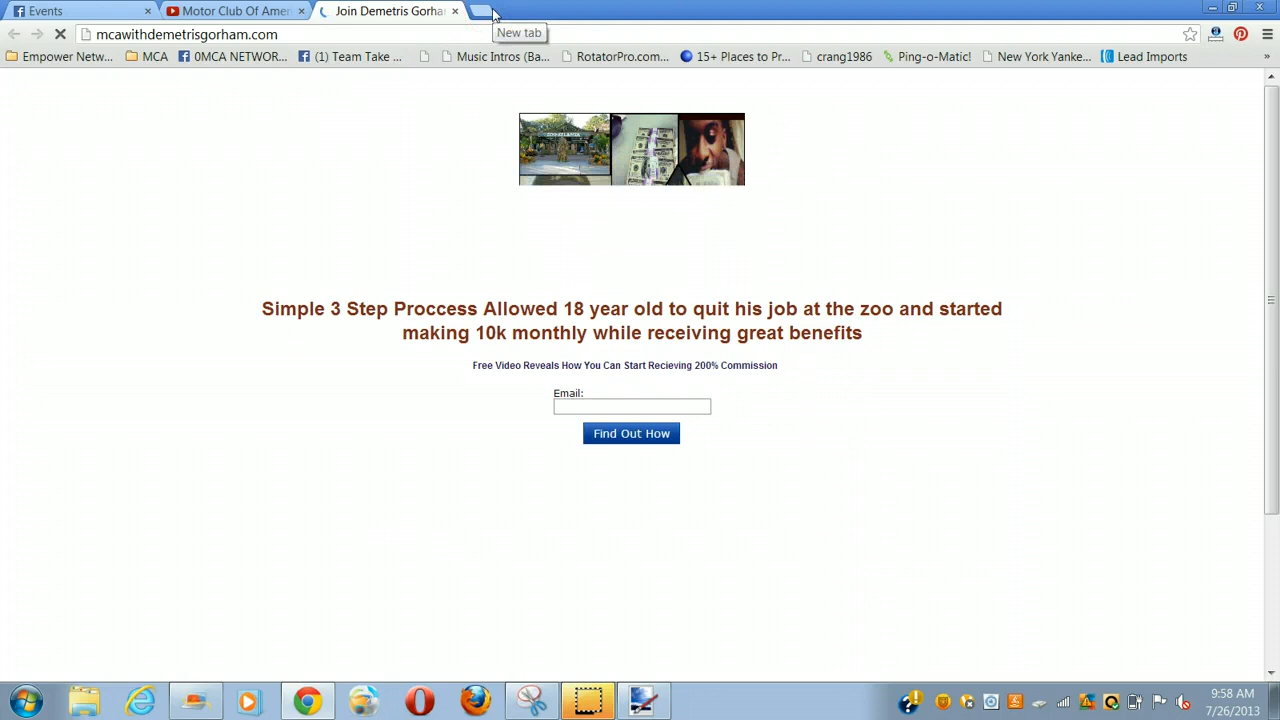 Events
Motor Club Of Amer
Join Demetris Gorha
New tab
mcawithdemetrisgorham.com
Empower Netw...
MCA
0MCA NETWOR...
(1) Team Take ...
Music Intros (Ba...
RotatorPro.com...
15+ Places to Pr...
crang1986
Ping-o-Matic!
New York Yanke...
Lead Imports
»
Simple 3 Step Proccess Allowed 18 year old to quit his job at the zoo and started
making 10k monthly while receiving great benefits
Free Video Reveals How You Can Start Recieving 200% Commission
Email:
Find Out How
9:58 AM
7/26/2013